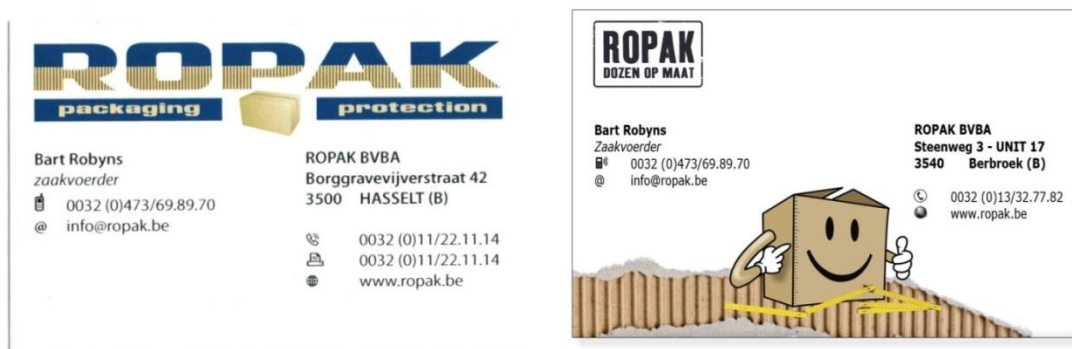 ROPAK
packaging protection
Bart Robyns
zaakvoerder
0032 (0)473/69.89.70
@ info@ropak.be
ROPAK BVBA
Borggravevijverstraat 42
3500 HASSELT (B)
0032 (0)11/22.11.14
0032 (0)11/22.11.14
www.ropak.be
ROPAK
DOZEN OP MAAT
Bart Robyns
Zaakvoerder
0032 (0)473/69.89.70
@ info@ropak.be
ROPAK BVBA
Steenweg 3 - UNIT 17
3540 Berbroek (B)
0032 (0)13/32.77.82
www.ropak.be